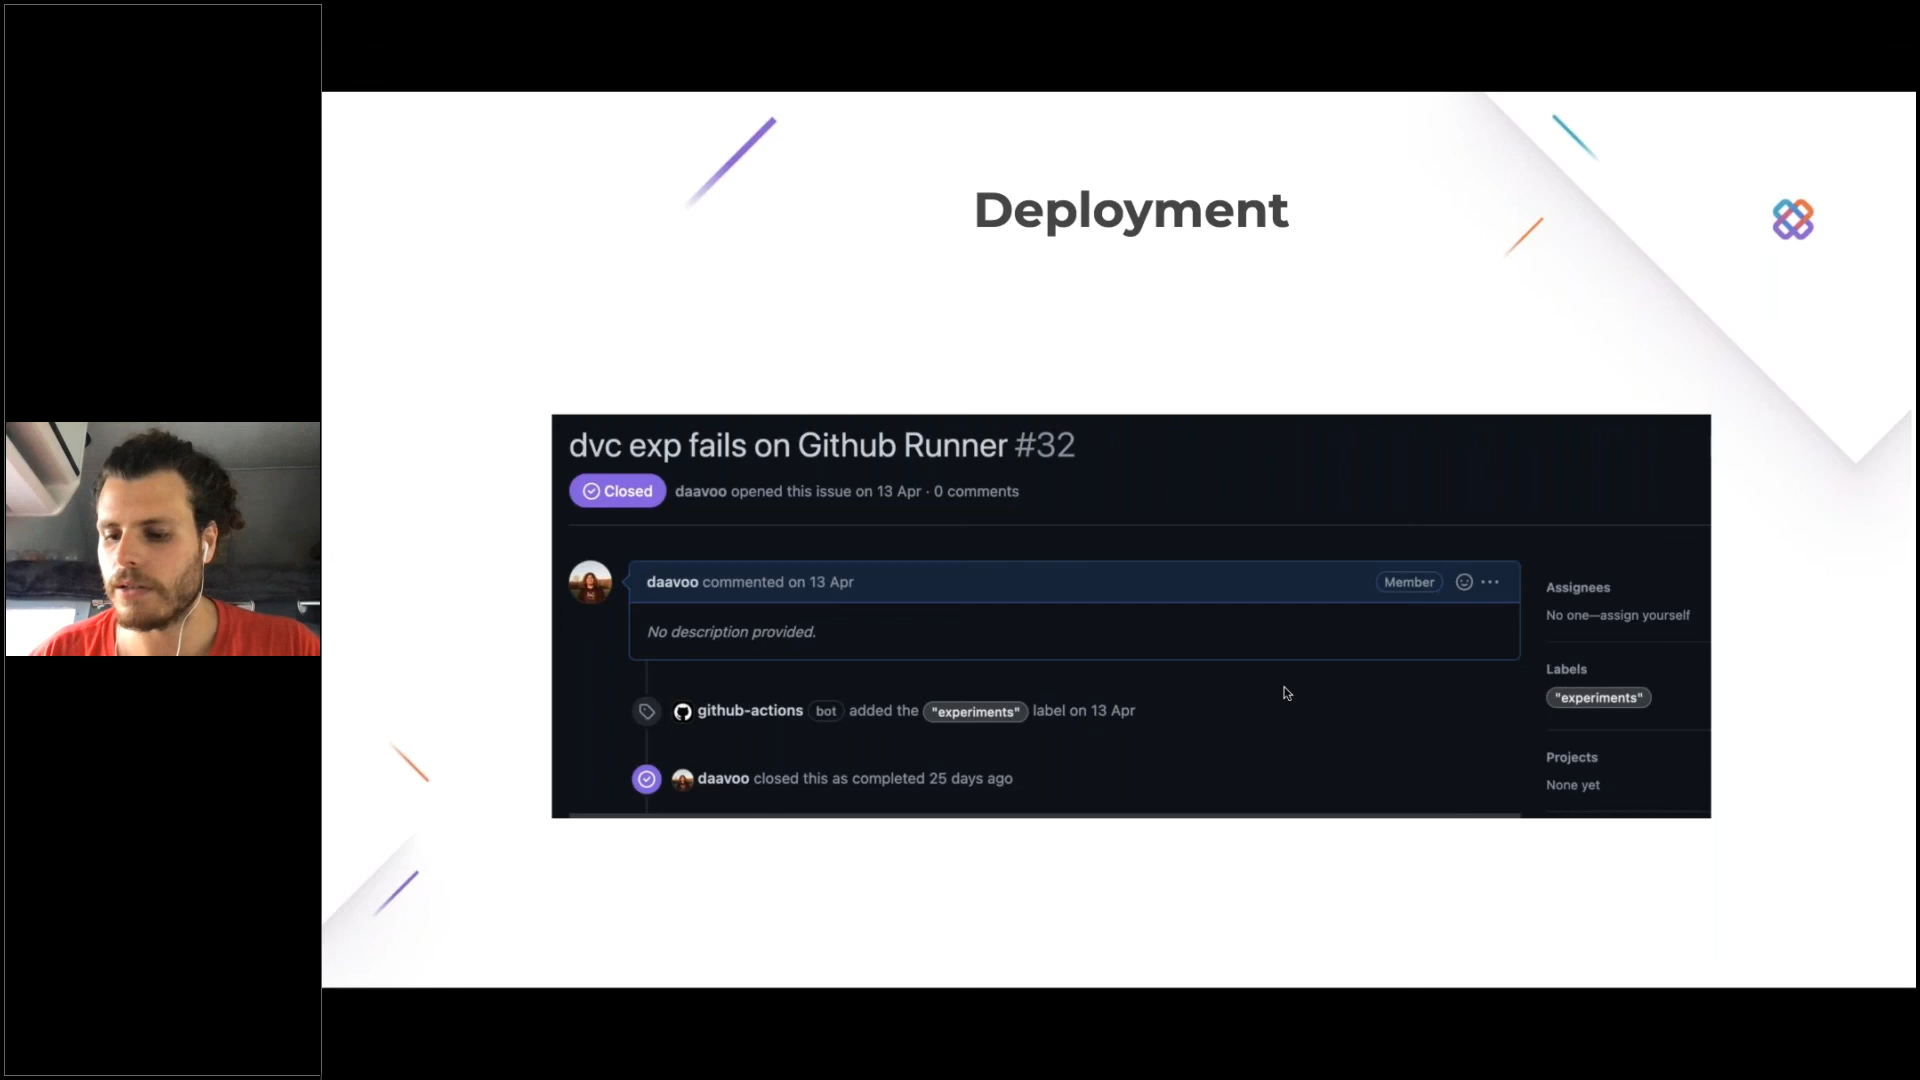 Deployment
dvc exp fails on Github Runner #32
Closed
daavoo opened this issue on 13 Apr · 0 comments
daavoo commented on 13 Apr
Member
No description provided.
github-actions bot added the "experiments" label on 13 Apr
daavoo closed this as completed 25 days ago
Assignees
No one—assign yourself
Labels
"experiments"
Projects
None yet